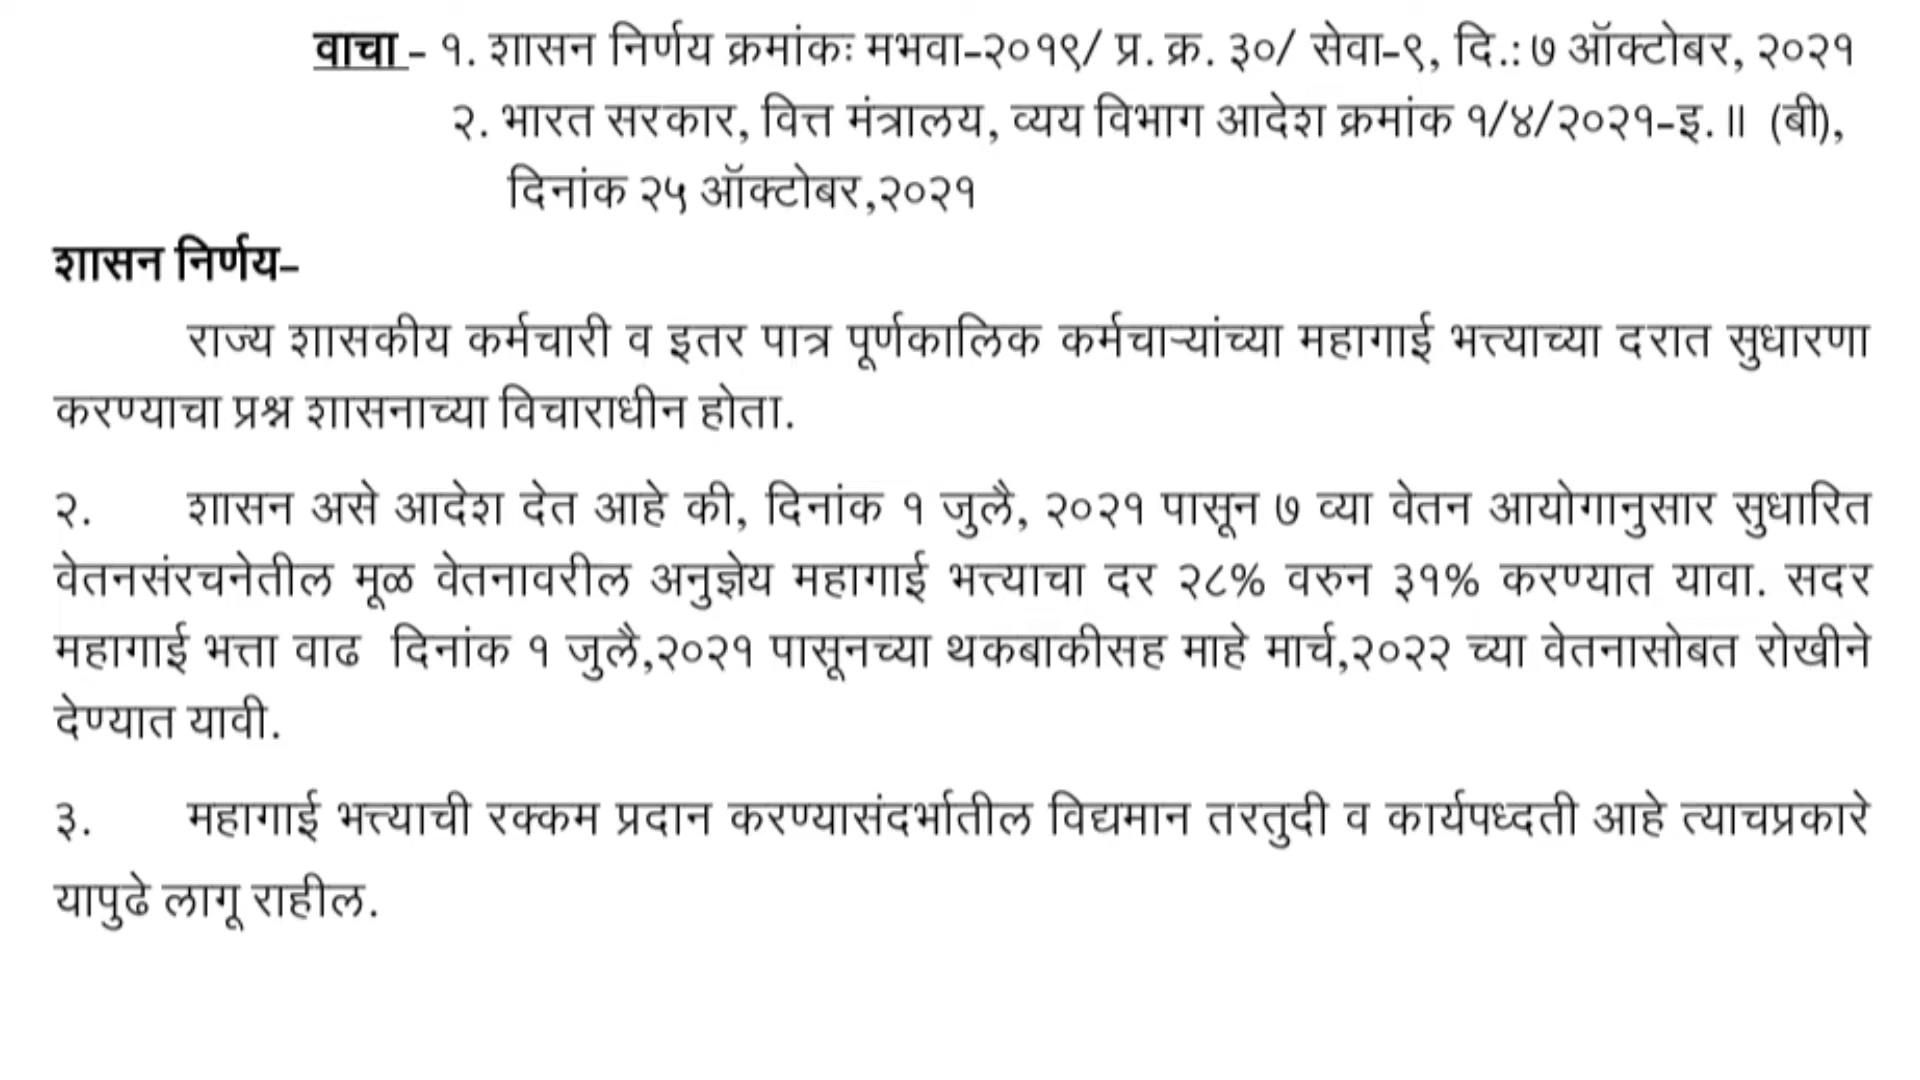 वाचा - १. शासन निर्णय क्रमांकः मभवा-२०१९/ प्र. क्र. ३०/ सेवा-९, दि.: ७ ऑक्टोबर, २०२१
२. भारत सरकार, वित्त मंत्रालय, व्यय विभाग आदेश क्रमांक १/४/२०२१-इ. II (बी),
दिनांक २५ ऑक्टोबर,२०२१
शासन निर्णय-
राज्य शासकीय कर्मचारी व इतर पात्र पूर्णकालिक कर्मचाऱ्यांच्या महागाई भत्त्याच्या दरात सुधारणा
करण्याचा प्रश्न शासनाच्या विचाराधीन होता.
२. शासन असे आदेश देत आहे की, दिनांक १ जुलै, २०२१ पासून ७ व्या वेतन आयोगानुसार सुधारित
वेतनसंरचनेतील मूळ वेतनावरील अनुज्ञेय महागाई भत्त्याचा दर २८% वरुन ३१% करण्यात यावा. सदर
महागाई भत्ता वाढ दिनांक १ जुलै,२०२१ पासूनच्या थकबाकीसह माहे मार्च,२०२२ च्या वेतनासोबत रोखीने
देण्यात यावी.
३. महागाई भत्त्याची रक्कम प्रदान करण्यासंदर्भातील विद्यमान तरतुदी व कार्यपध्दती आहे त्याचप्रकारे
यापुढे लागू राहील.